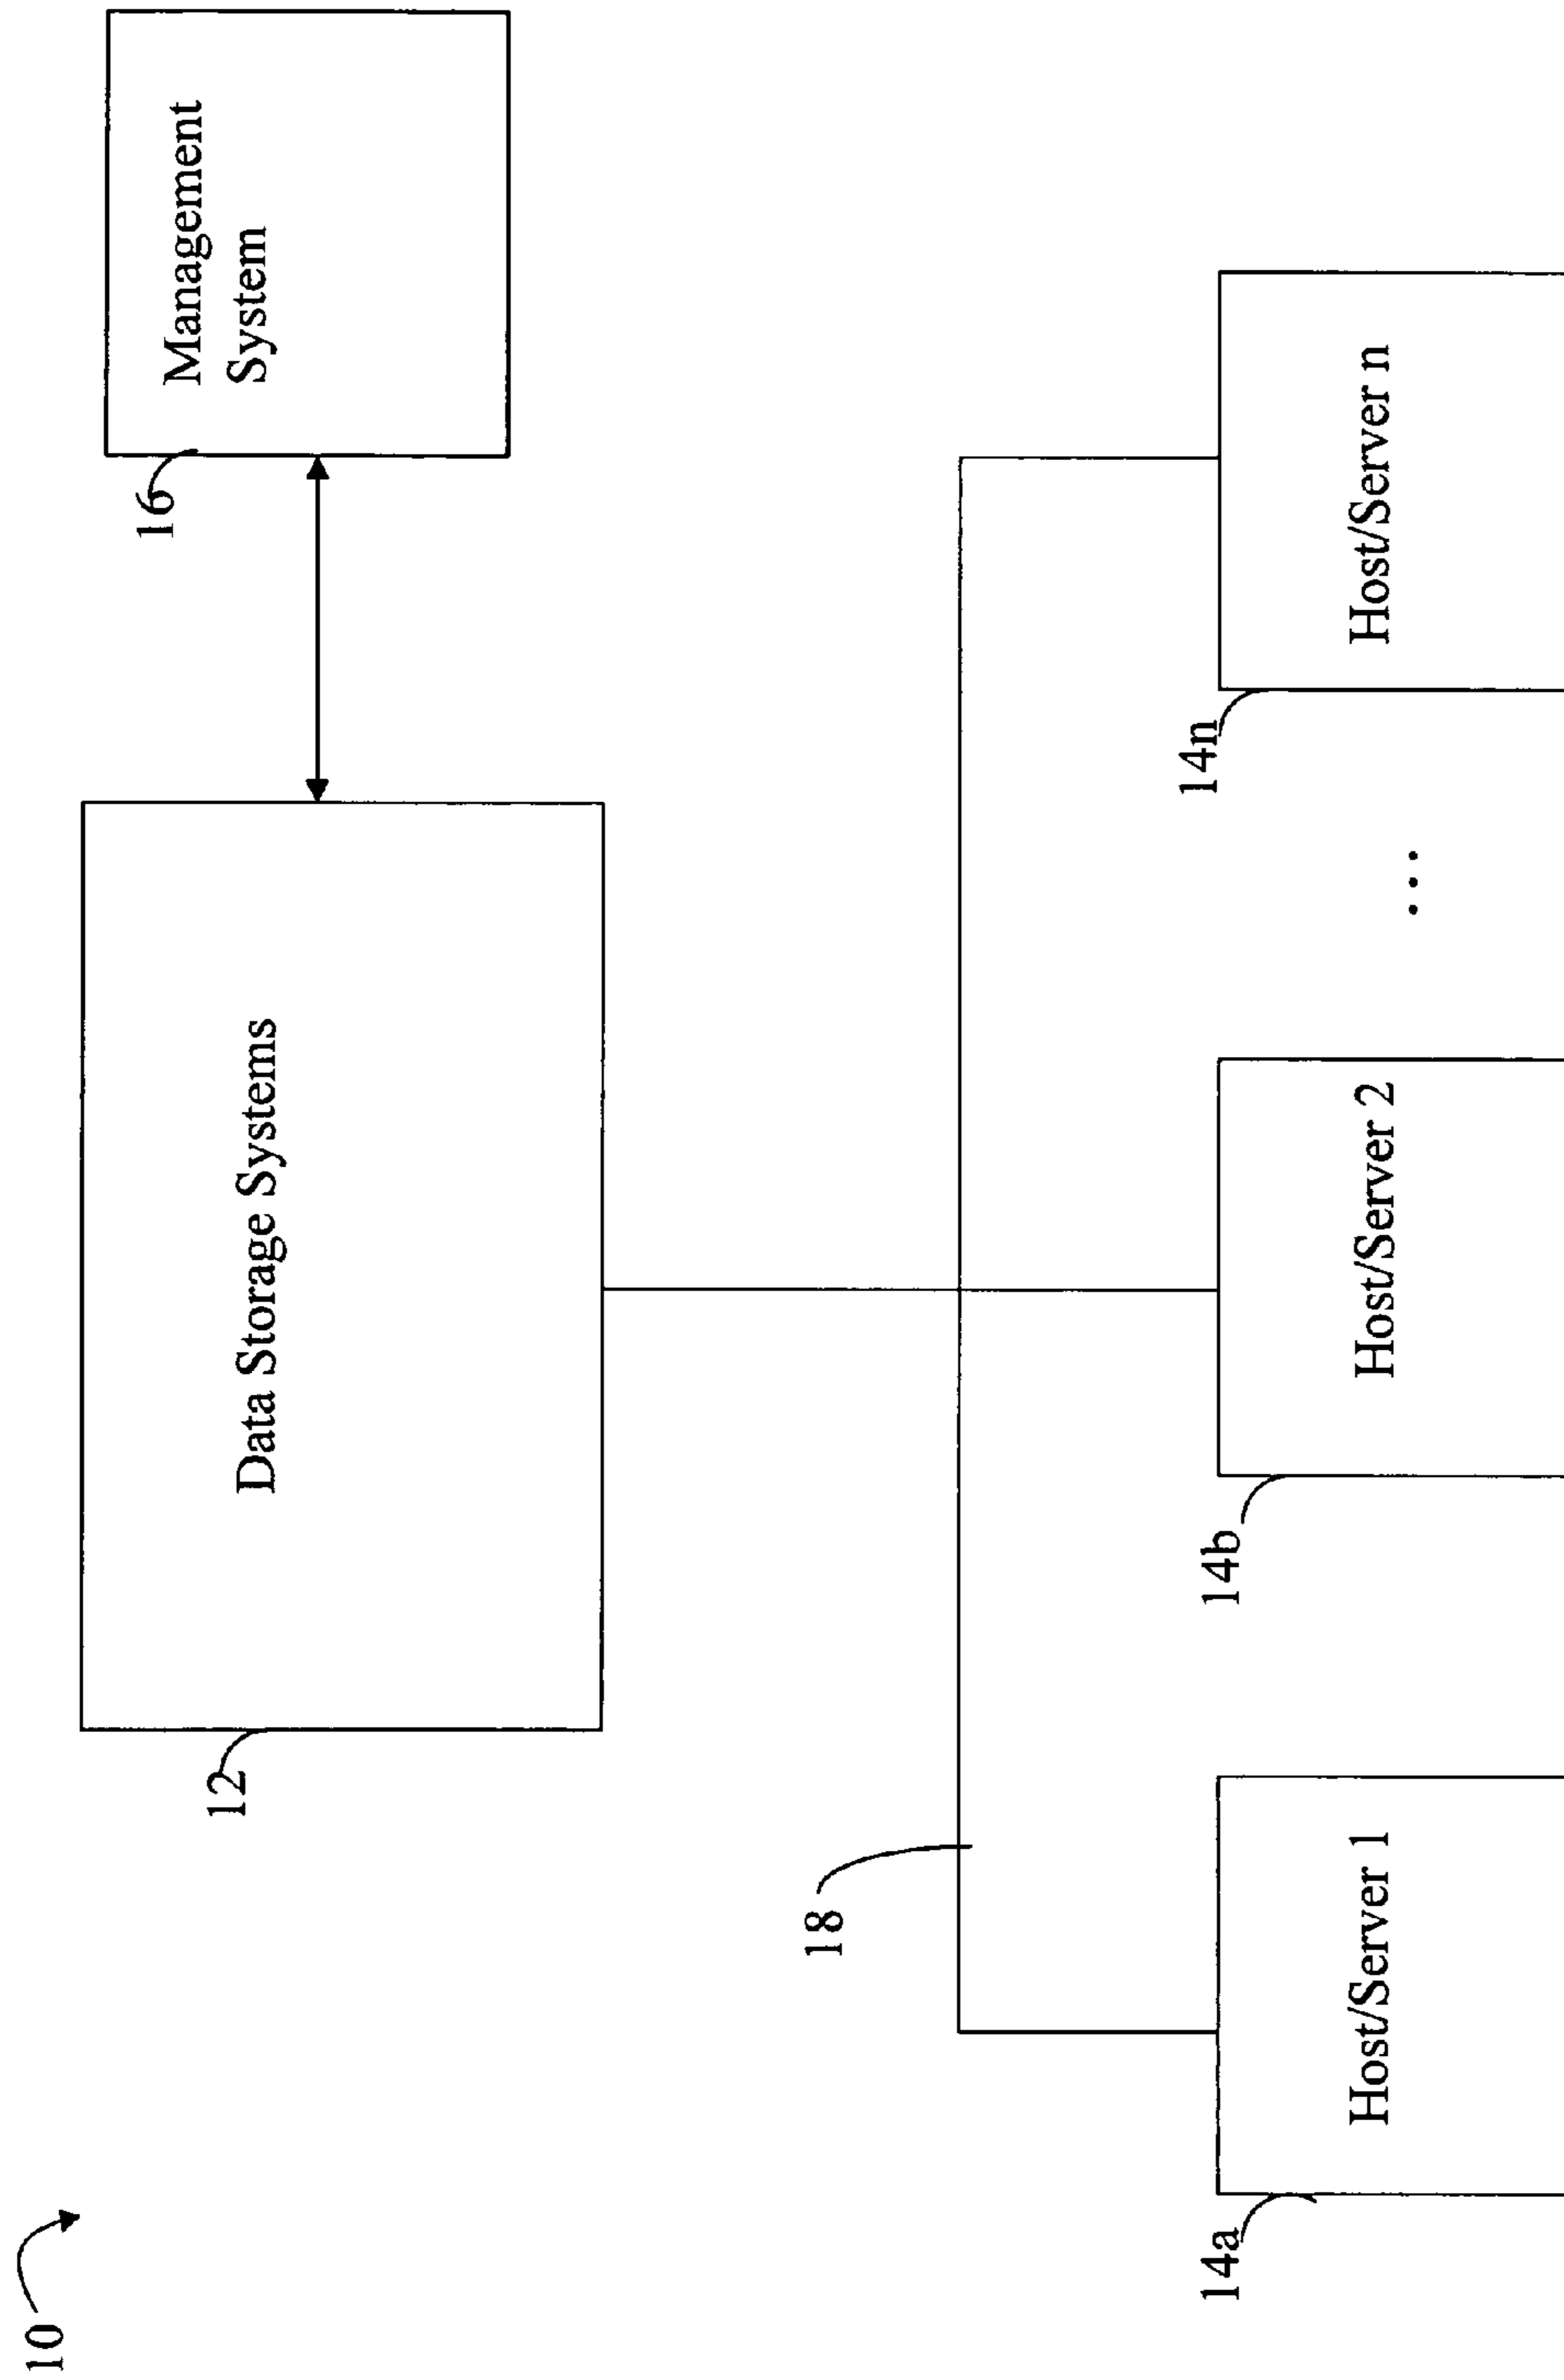 10
12
Data Storage Systems
16
Management
System
18
14a
Host/Server 1
14b
Host/Server 2
...
14n
Host/Server n